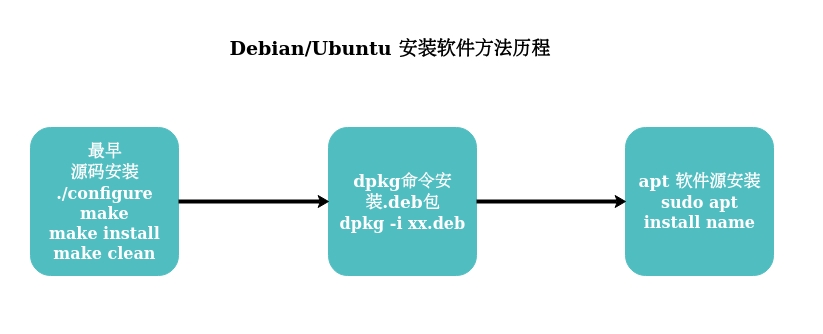 Debian/Ubuntu 安装软件方法历程
最早
源码安装
./configure
make
make install
make clean
dpkg命令安
装.deb包
dpkg -i xx.deb
apt 软件源安装
sudo apt
install name